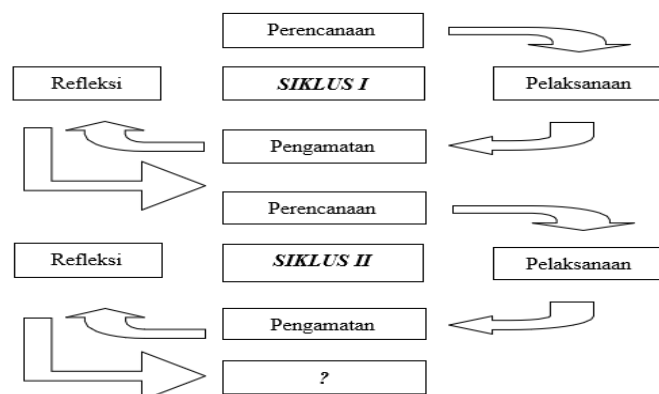 Perencanaan
Refleksi
SIKLUS I
Pelaksanaan
Pengamatan
Perencanaan
Refleksi
SIKLUS II
Pelaksanaan
Pengamatan
?